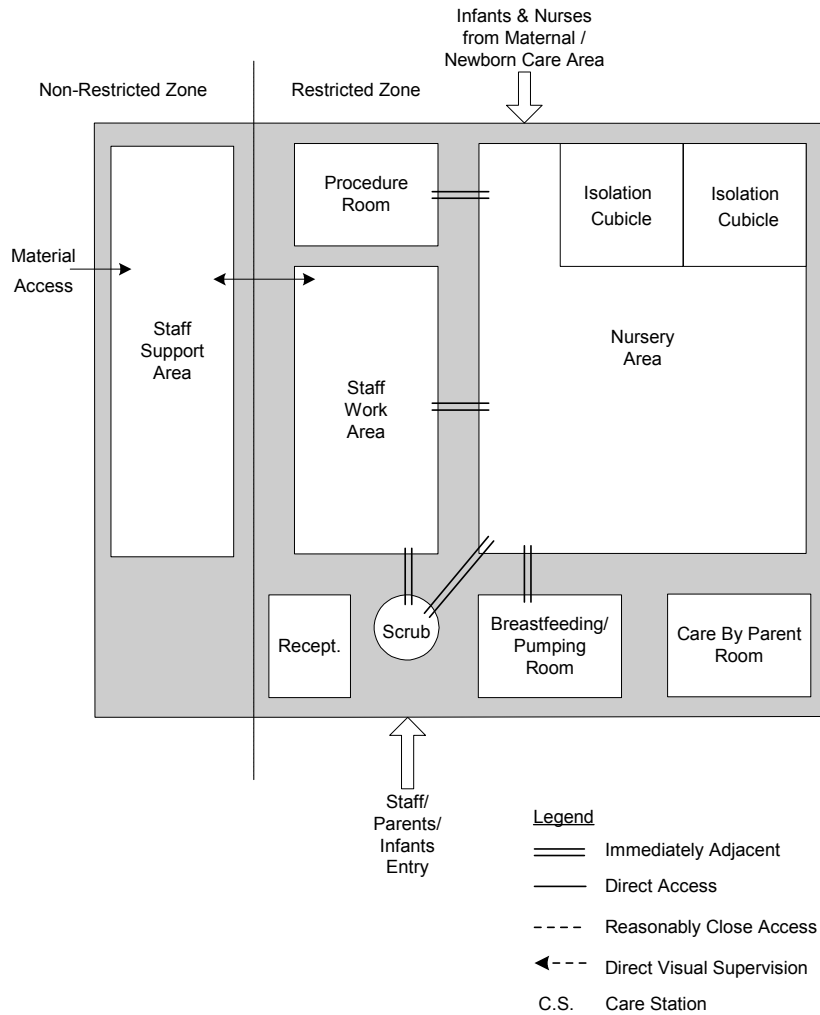 Infants & Nurses
from Maternal /
Newborn Care Area
Non-Restricted Zone
Restricted Zone
Procedure
Room
Isolation
Cubicle
Isolation
Cubicle
Material
Access
Staff
Support
Area
Nursery
Area
Staff
Work
Area
Recept.
Scrub
Breastfeeding/
Pumping
Room
Care By Parent
Room
Staff/
Parents/
Infants
Entry
Legend
Immediately Adjacent
Direct Access
Reasonably Close Access
Direct Visual Supervision
C.S. Care Station